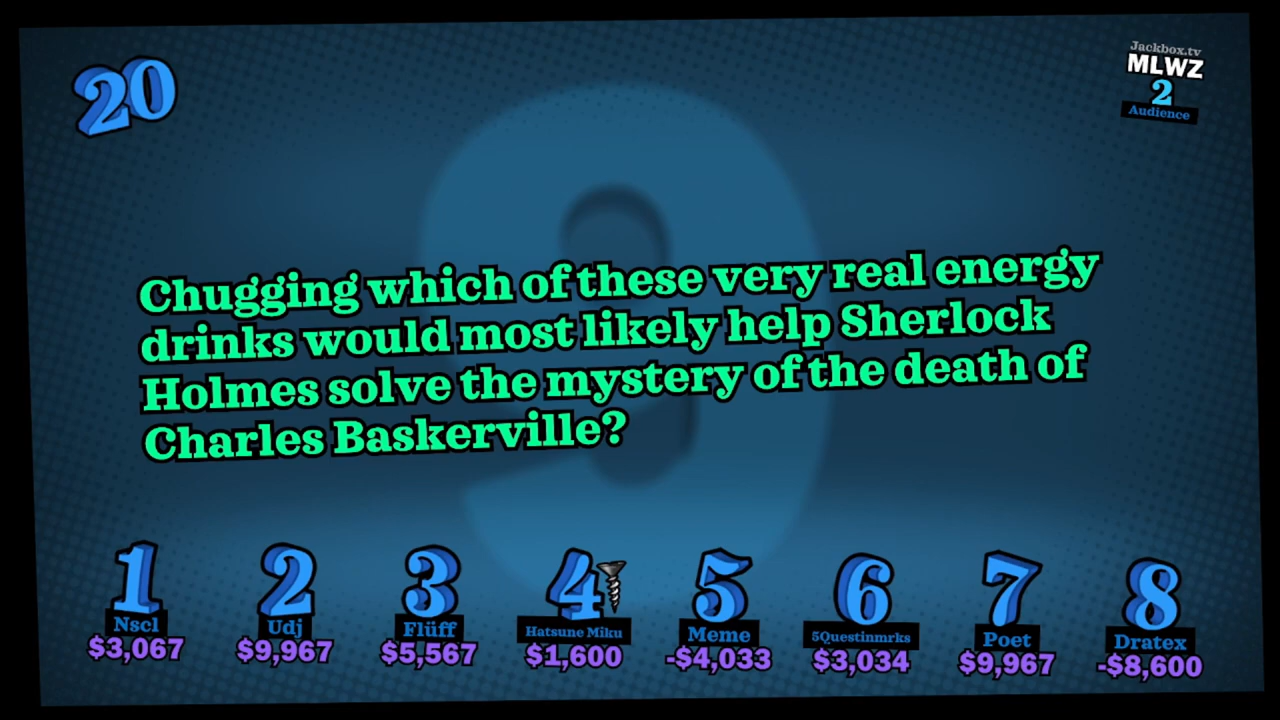 20
Jackbox.tv
MLWZ
2
Audience
9
Chugging which of these very real energy
drinks would most likely help Sherlock
Holmes solve the mystery of the death of
Charles Baskerville?
1 2 3 4 5 6 7 8
Nscl Udj Flüff Hatsune Miku Meme 5Questinmrks Poet Dratex
$3,067 $9,967 $5,567 $1,600 -$4,033 $3,034 $9,967 -$8,600